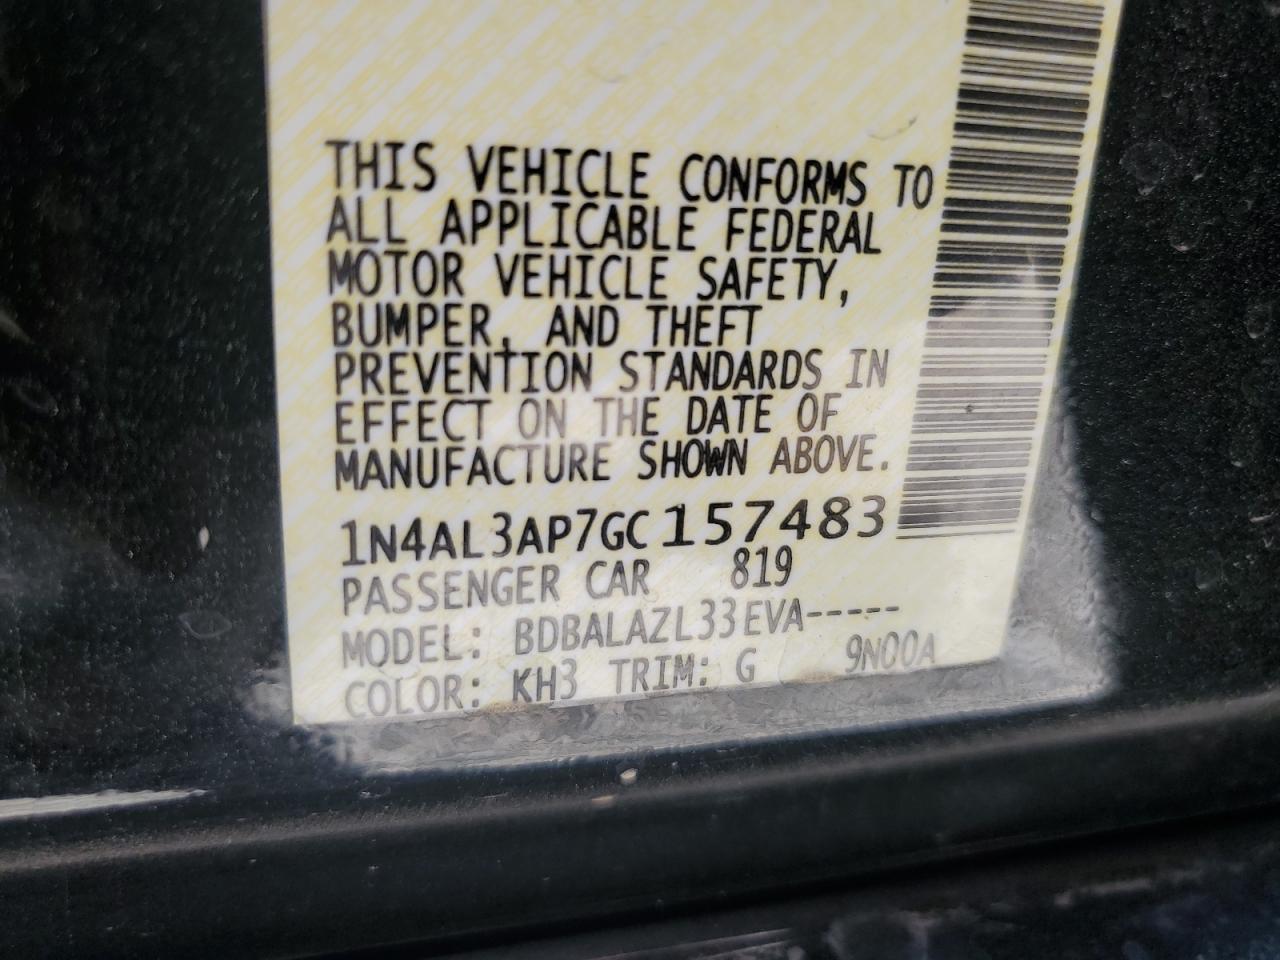 THIS VEHICLE CONFORMS TO
ALL APPLICABLE FEDERAL
MOTOR VEHICLE SAFETY,
BUMPER, AND THEFT
PREVENTION STANDARDS IN
EFFECT ON THE DATE OF
MANUFACTURE SHOWN ABOVE.
1N4AL3AP7GC157483
PASSENGER CAR 819
MODEL: BDBALAZL33EVA-----
COLOR: KH3 TRIM: G 9N00A